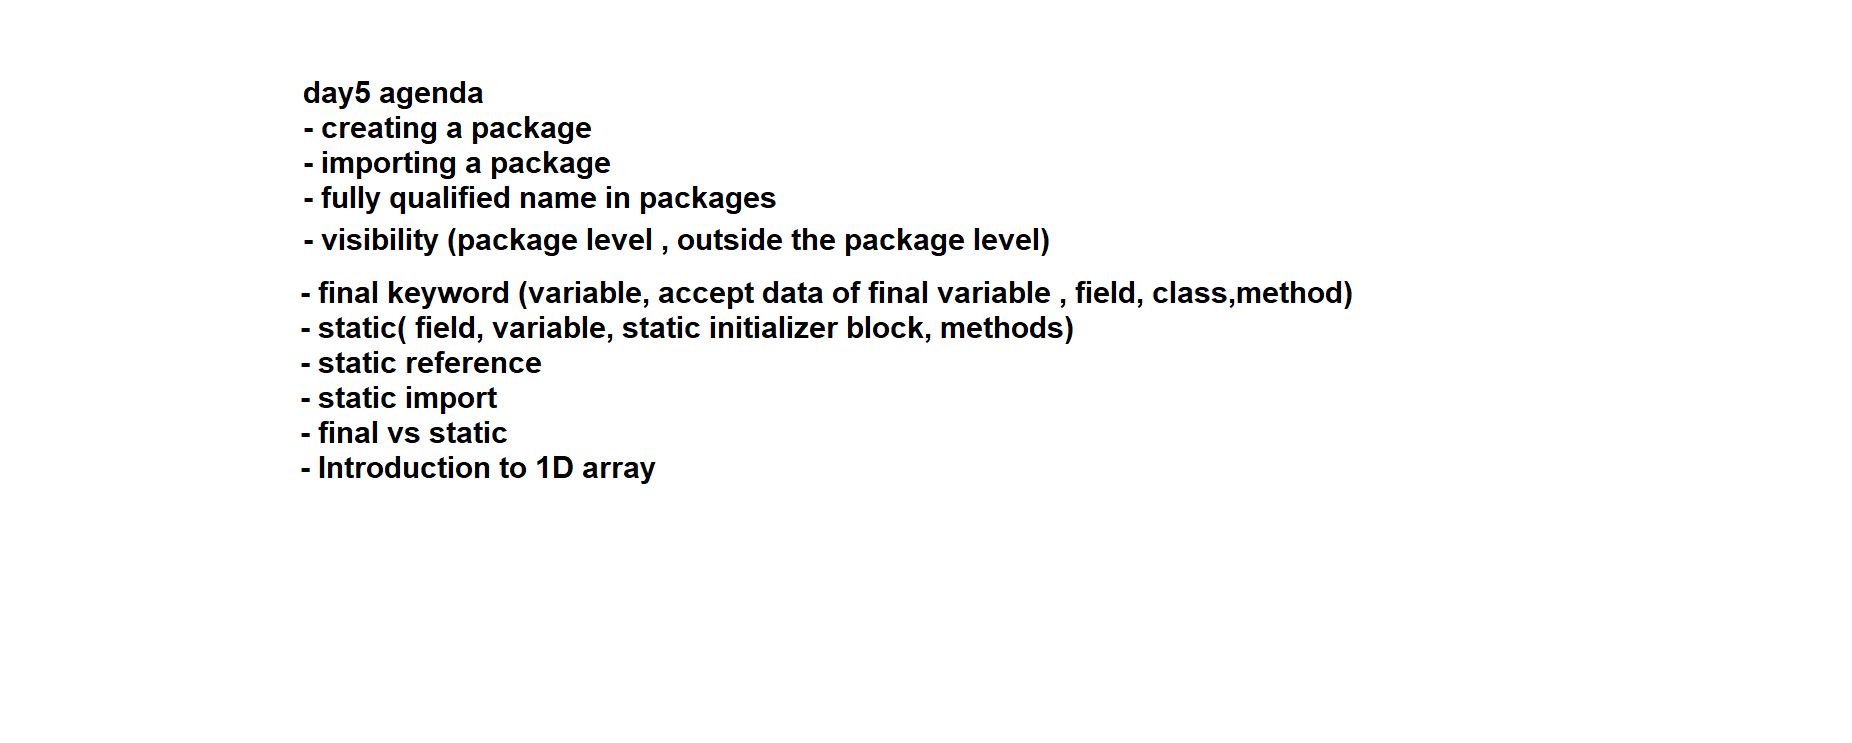 day5 agenda
- creating a package
- importing a package
- fully qualified name in packages
- visibility (package level , outside the package level)
- final keyword (variable, accept data of final variable , field, class,method)
- static( field, variable, static initializer block, methods)
- static reference
- static import
- final vs static
- Introduction to 1D array